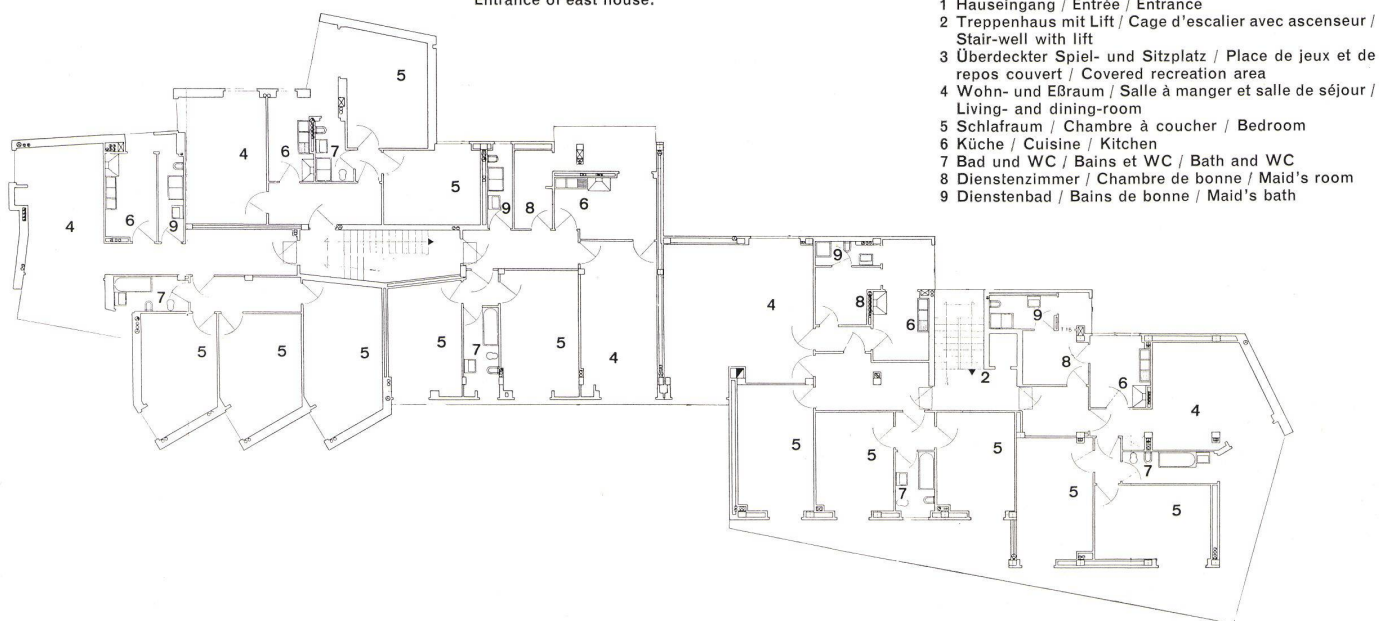 Entrance of east house.
1 Hauseingang / Entrée / Entrance
2 Treppenhaus mit Lift / Cage d'escalier avec ascenseur /
Stair-well with lift
3 Überdeckter Spiel- und Sitzplatz / Place de jeux et de
repos couvert / Covered recreation area
4 Wohn- und Eßraum / Salle à manger et salle de séjour /
Living- and dining-room
5 Schlafraum / Chambre à coucher / Bedroom
6 Küche / Cuisine / Kitchen
7 Bad und WC / Bains et WC / Bath and WC
8 Dienstenzimmer / Chambre de bonne / Maid's room
9 Dienstenbad / Bains de bonne / Maid's bath
5
4 6 7
5
4 6 9
9 8 6
7
5 5 5 5 7 5 4
4 9
8 6
9
2 8 6
4
5 5 7 5
5 7
5